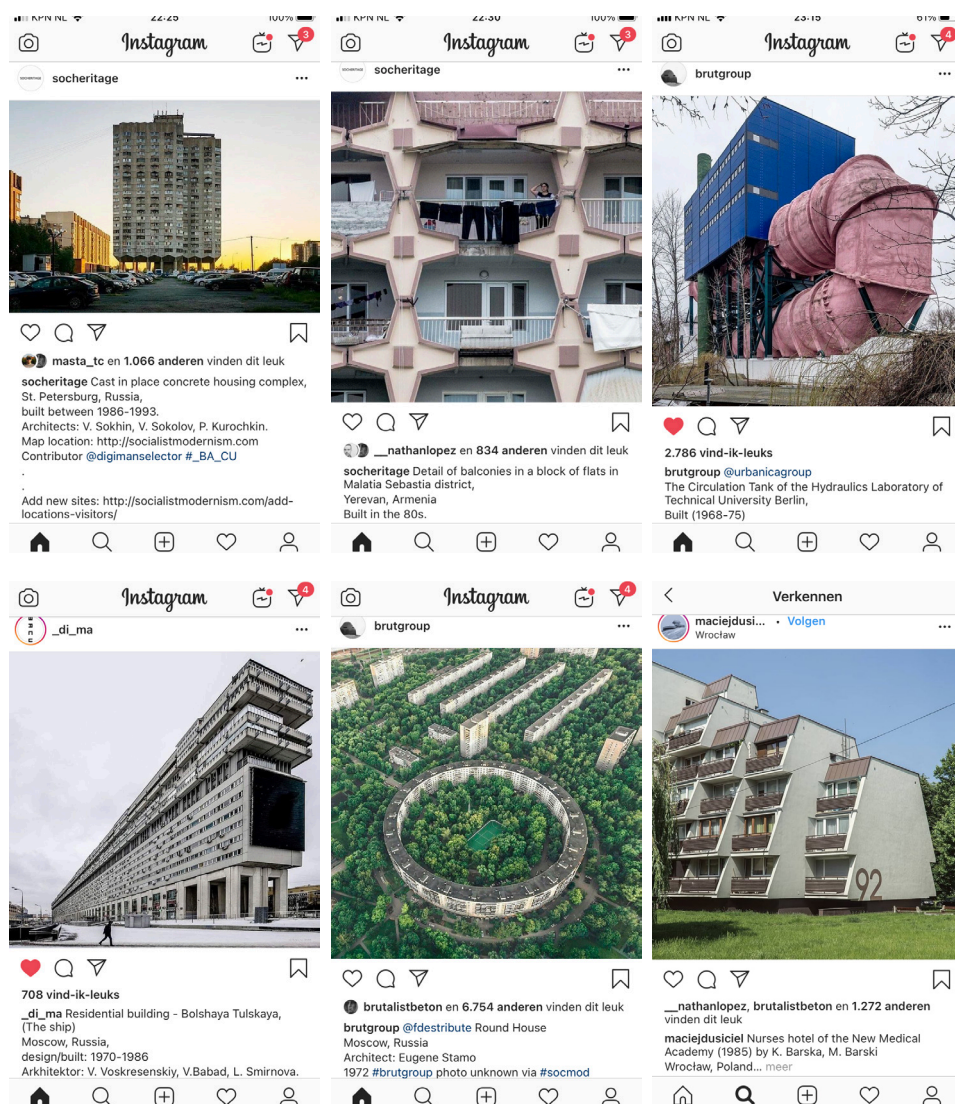 KPN NL 22:25 100%
Instagram 3
socheritage
masta_tc en 1.066 anderen vinden dit leuk
socheritage Cast in place concrete housing complex,
St. Petersburg, Russia,
built between 1986-1993.
Architects: V. Sokhin, V. Sokolov, P. Kurochkin.
Map location: http://socialistmodernism.com
Contributor @digimanselector #_BA_CU
.
.
Add new sites: http://socialistmodernism.com/add-
locations-visitors/
KPN NL 22:30 100%
Instagram 3
socheritage
__nathanlopez en 834 anderen vinden dit leuk
socheritage Detail of balconies in a block of flats in
Malatia Sebastia district,
Yerevan, Armenia
Built in the 80s.
KPN NL 23:15 61%
Instagram 4
brutgroup
2.786 vind-ik-leuks
brutgroup @urbanicagroup
The Circulation Tank of the Hydraulics Laboratory of
Technical University Berlin,
Built (1968-75)
Instagram 4
_di_ma
708 vind-ik-leuks
_di_ma Residential building - Bolshaya Tulskaya,
(The ship)
Moscow, Russia,
design/built: 1970-1986
Arkhitektor: V. Voskresenskiy, V.Babad, L. Smirnova.
Instagram 4
brutgroup
brutalistbeton en 6.754 anderen vinden dit leuk
brutgroup @fdestribute Round House
Moscow, Russia
Architect: Eugene Stamo
1972 #brutgroup photo unknown via #socmod
Verkennen
maciejdusi... • Volgen
Wrocław
92
__nathanlopez, brutalistbeton en 1.272 anderen
vinden dit leuk
maciejdusiciel Nurses hotel of the New Medical
Academy (1985) by K. Barska, M. Barski
Wrocław, Poland... meer